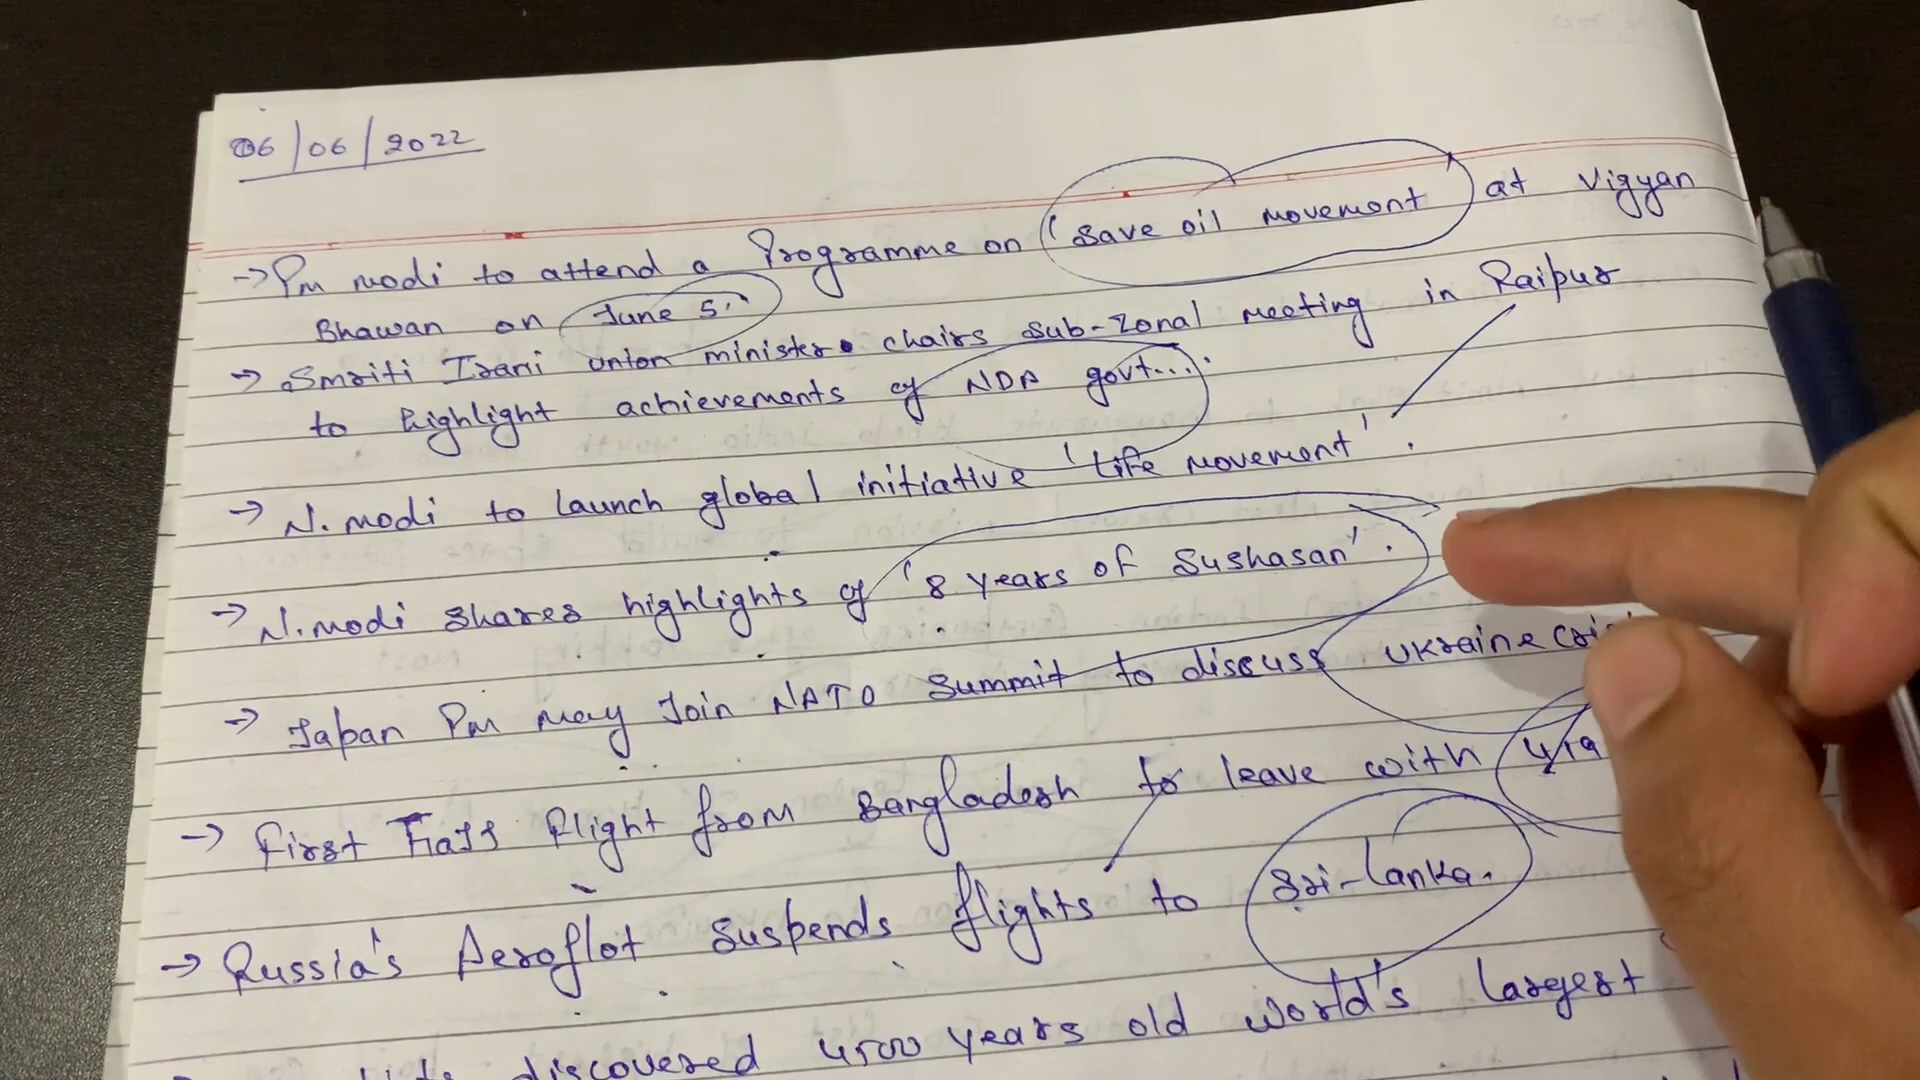 06/06/2022
→ Pm modi to attend a Programme on 'save oil movement' at Vigyan
Bhawan on June 5.
→ Smriti Irani union minister chairs sub-zonal meeting in Raipur
to highlight achievements of NDA govt....
→ N. modi to launch global initiative 'Life movement'.
→ N. modi shares highlights of '8 years of Sushasan'.
→ Japan Pm may Join NATO summit to discuss ukraine
→ First flight from Bangladesh to leave with 419
→ Russia's Aeroflot suspends flights to Sri-Lanka.
discovered 4500 years old world's largest